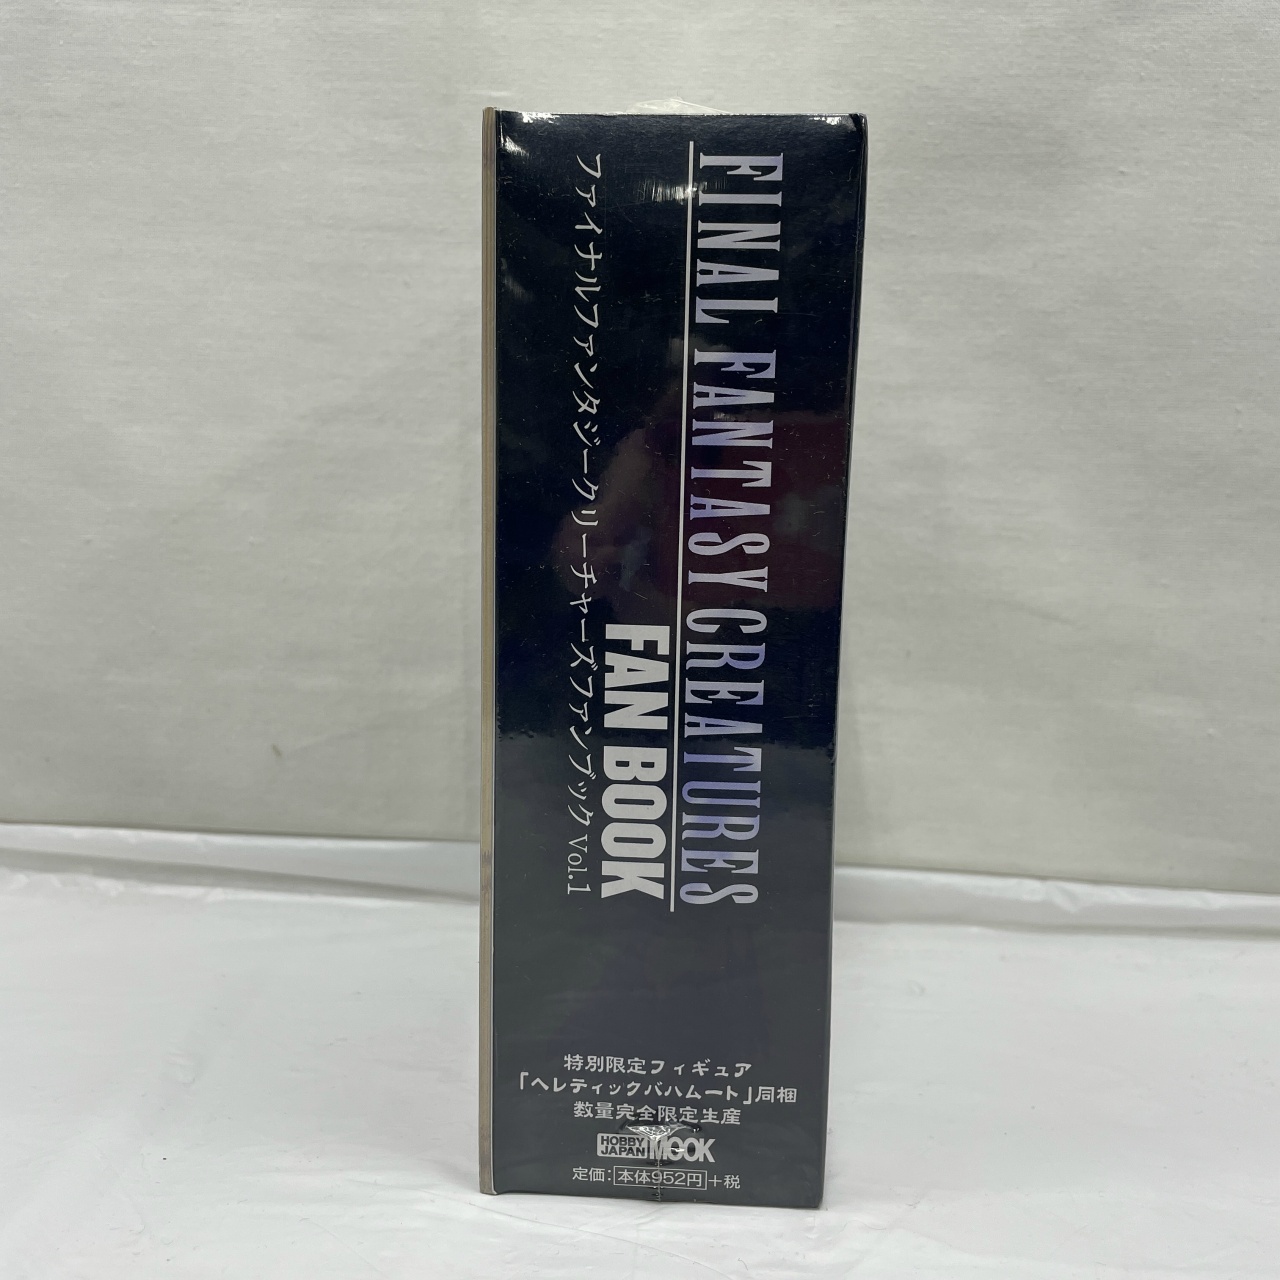 FINAL FANTASY CREATURES
FAN BOOK
ファイナルファンタジークリーチャーズファンブック Vol.1
特別限定フィギュア
「ヘレティックバハムート」同梱
数量完全限定生産
HOBBY JAPAN MOOK
定価:本体952円+税